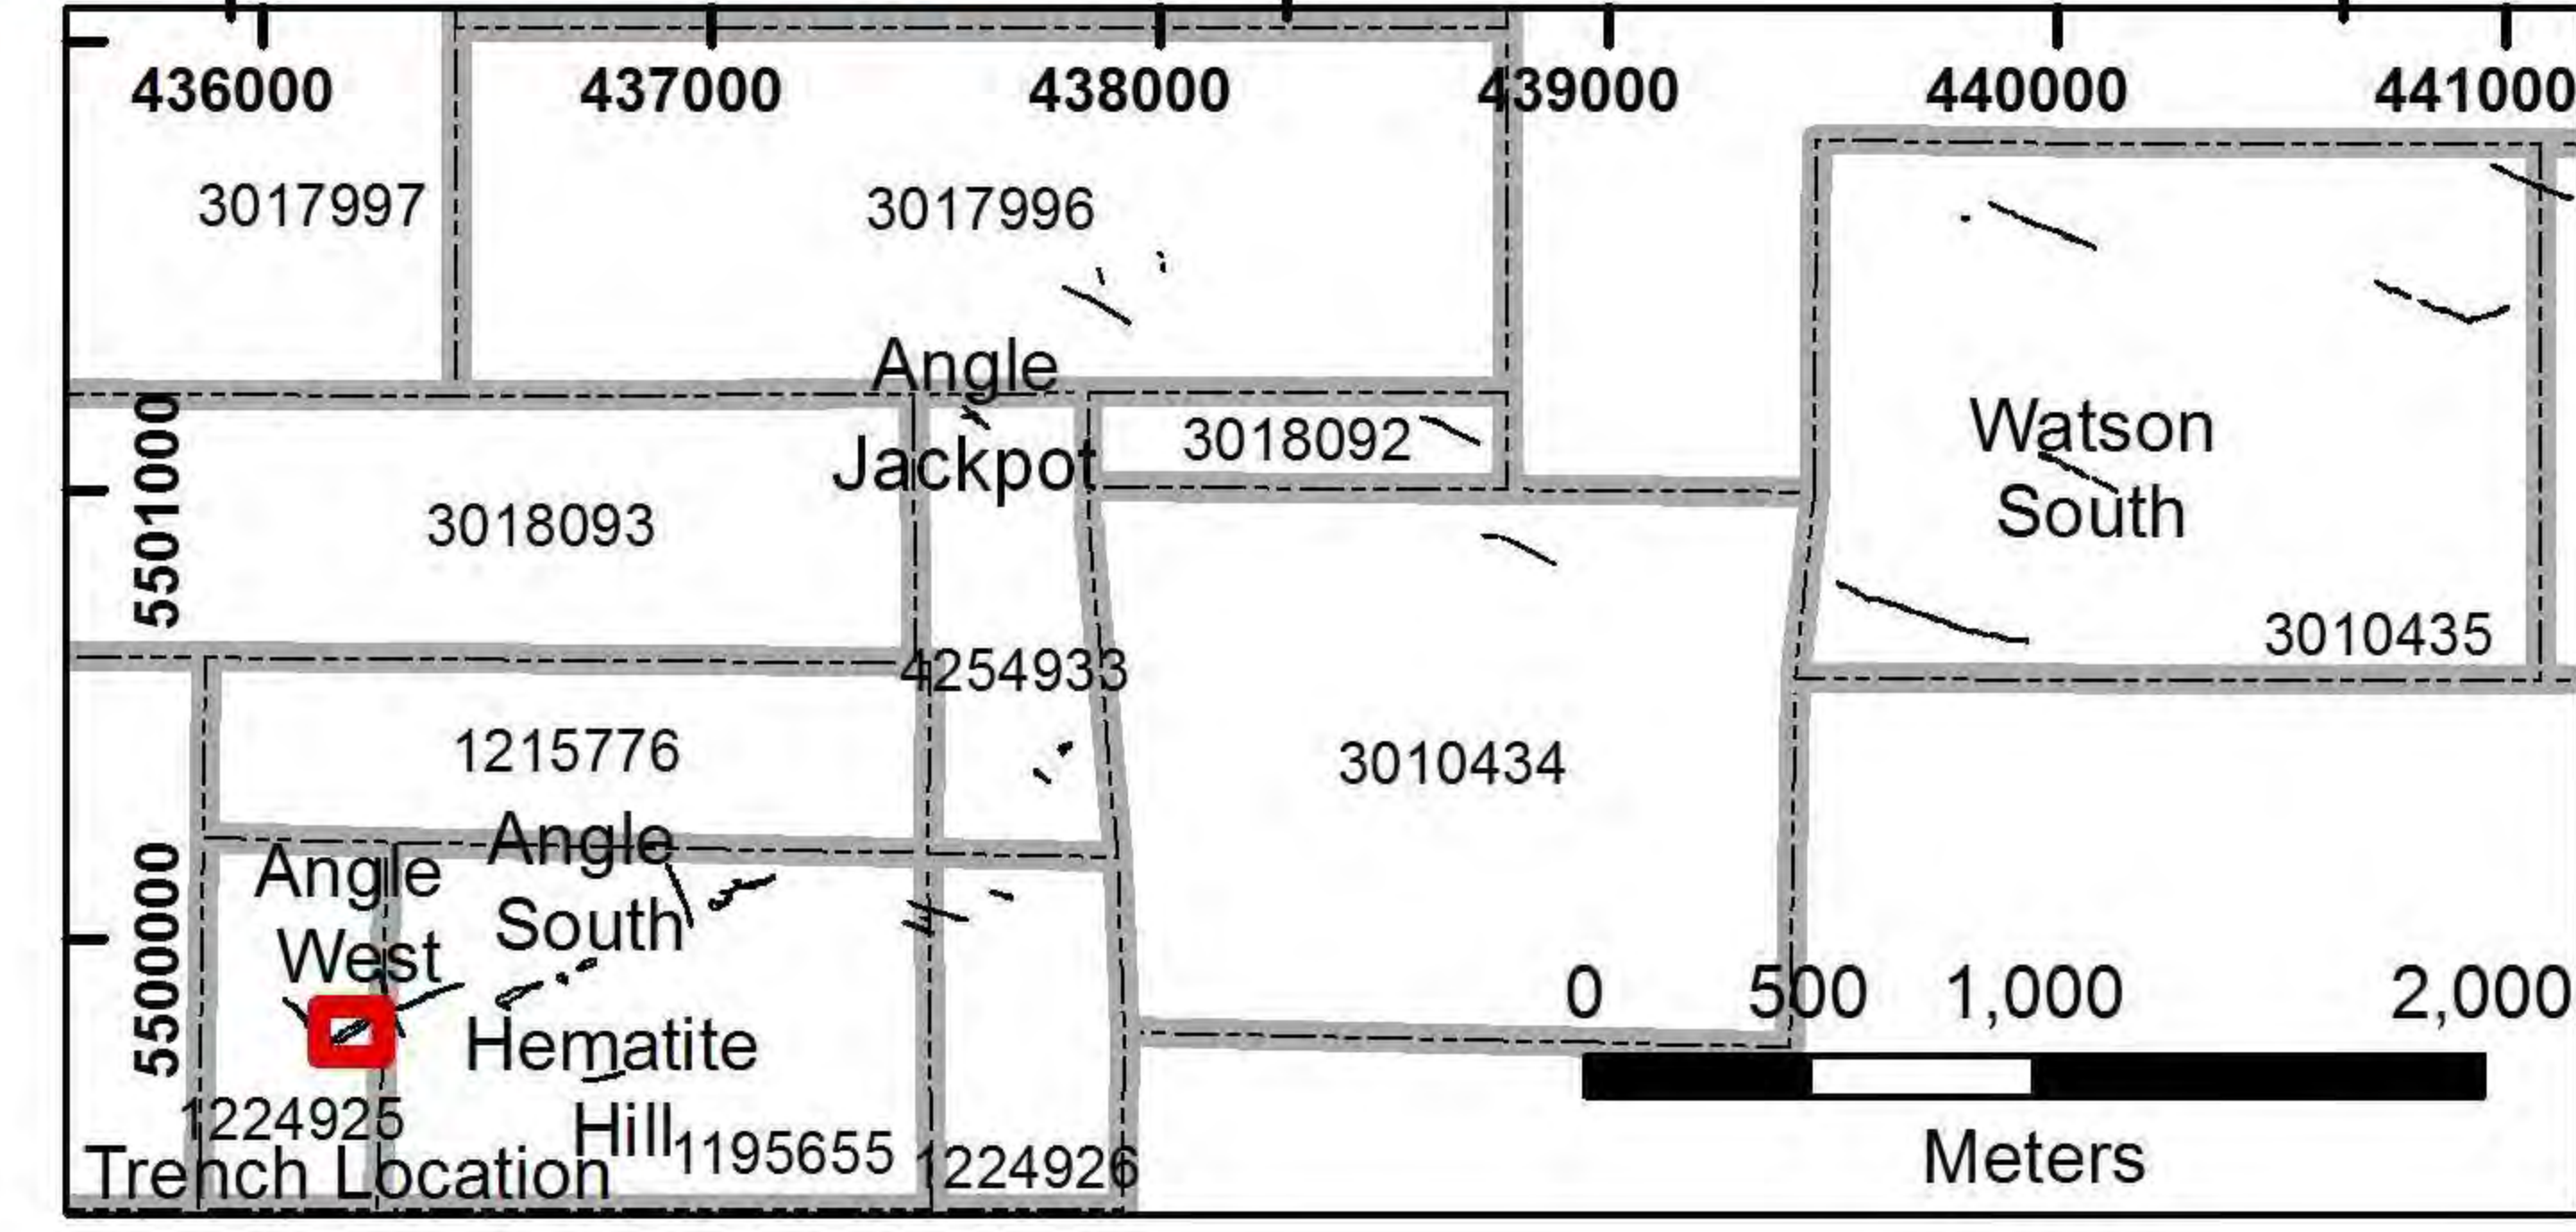 436000 437000 438000 439000 440000 441000
3017997 3017996
Angle
Jackpot
3018092
Watson
South
5501000
3018093
4254933
3010435
1215776
3010434
Angle
South
Angle
West
5500000
0 500 1,000 2,000
Hematite
Hill
1224925
1195655
1224926
Trench Location
Meters